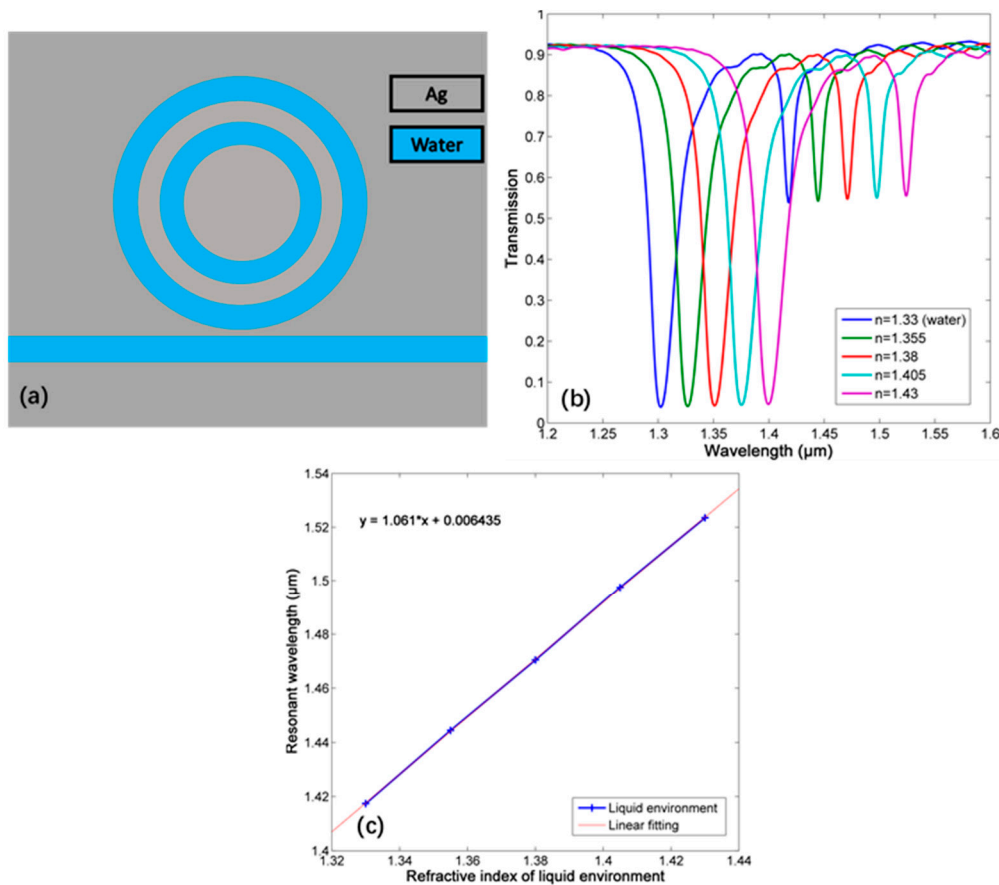 Ag
Water
(a)
1
0.9
0.8
0.7
0.6
0.5
0.4
0.3
0.2
0.1
0
Transmission
n=1.33 (water)
n=1.355
n=1.38
n=1.405
n=1.43
(b)
1.2
1.25
1.3
1.35
1.4
1.45
1.5
1.55
1.6
Wavelength (μm)
1.54
1.52
1.5
1.48
1.46
1.44
1.42
1.4
Resonant wavelength (μm)
y = 1.061*x + 0.006435
(c)
Liquid environment
Linear fitting
1.32
1.34
1.36
1.38
1.4
1.42
1.44
Refractive index of liquid environment